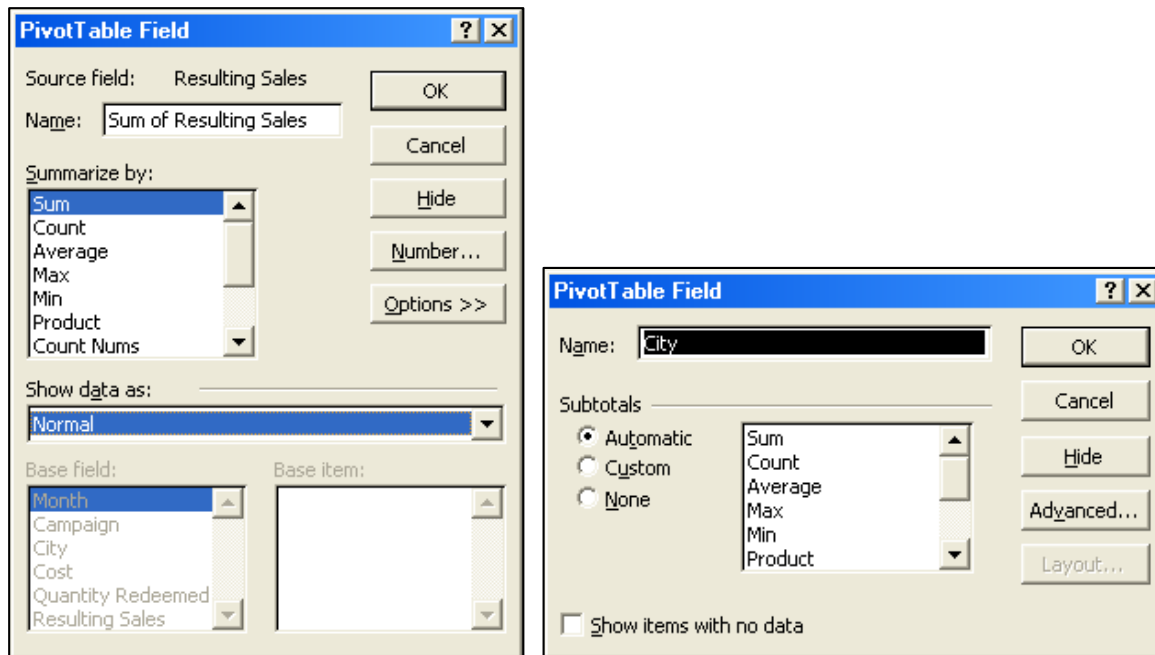 PivotTable Field ? X
Source field: Resulting Sales
OK
Name: Sum of Resulting Sales
Cancel
Summarize by:
Sum
Count
Average
Max
Min
Product
Count Nums
Hide
Number...
Options >>
Show data as:
Normal
Base field: Base item:
Month
Campaign
City
Cost
Quantity Redeemed
Resulting Sales
PivotTable Field ? X
Name: City
OK
Cancel
Subtotals
Automatic
Custom
None
Sum
Count
Average
Max
Min
Product
Hide
Advanced...
Layout...
Show items with no data